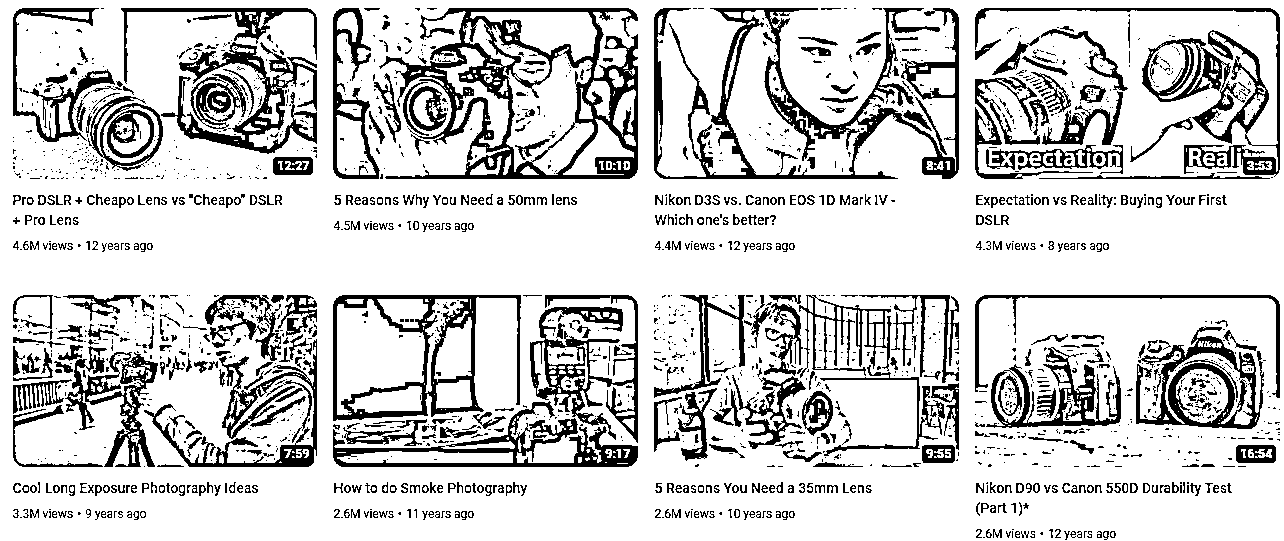 12:27
10:10
8:41
Expectation
Realit
3:53
Pro DSLR + Cheapo Lens vs "Cheapo" DSLR
+ Pro Lens
4.6M views • 12 years ago
5 Reasons Why You Need a 50mm lens
4.5M views • 10 years ago
Nikon D3S vs. Canon EOS 1D Mark IV -
Which one's better?
4.4M views • 12 years ago
Expectation vs Reality: Buying Your First
DSLR
4.3M views • 8 years ago
7:59
9:17
9:55
16:54
Cool Long Exposure Photography Ideas
3.3M views • 9 years ago
How to do Smoke Photography
2.6M views • 11 years ago
5 Reasons You Need a 35mm Lens
2.6M views • 10 years ago
Nikon D90 vs Canon 550D Durability Test
(Part 1)*
2.6M views • 12 years ago